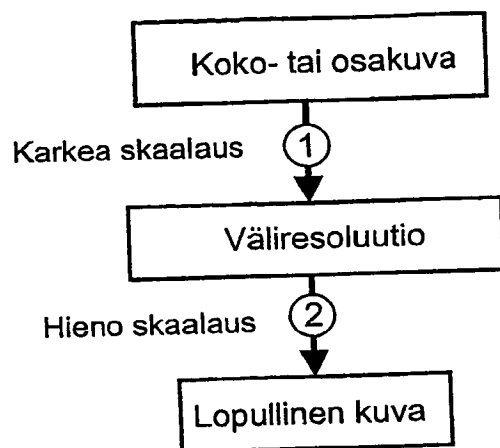 Koko- tai osakuva
Karkea skaalaus
1
Väliresoluutio
Hieno skaalaus
2
Lopullinen kuva